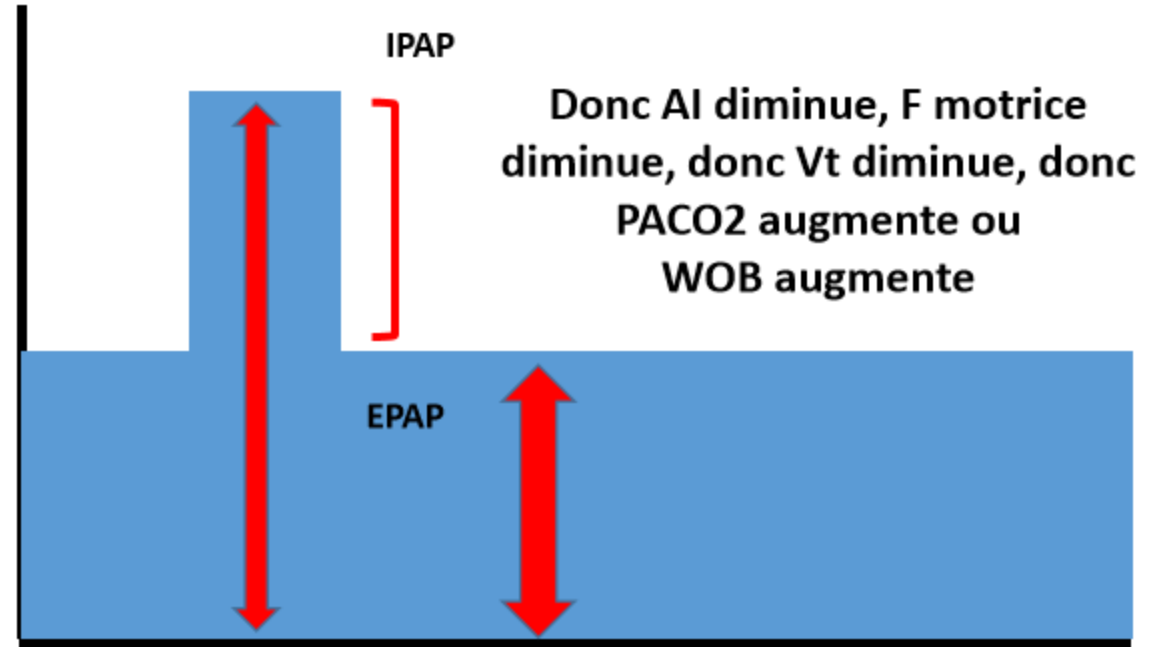 IPAP
Donc AI diminue, F motrice
diminue, donc Vt diminue, donc
PACO2 augmente ou
WOB augmente
EPAP